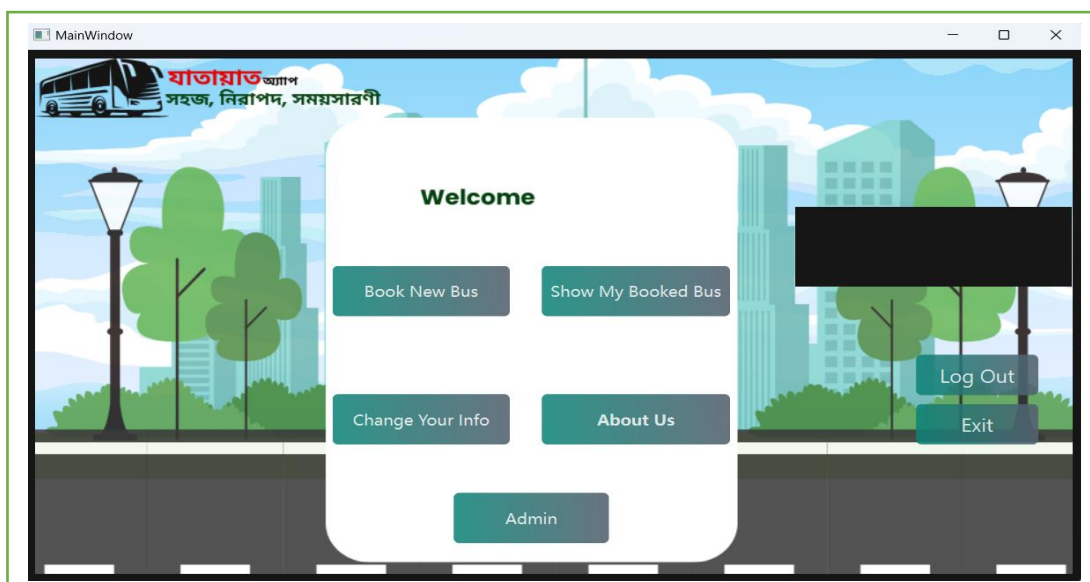 MainWindow
যাতায়াত অ্যাপ
সহজ, নিরাপদ, সময়সারণী
Welcome
Book New Bus
Show My Booked Bus
Change Your Info
About Us
Admin
Log Out
Exit